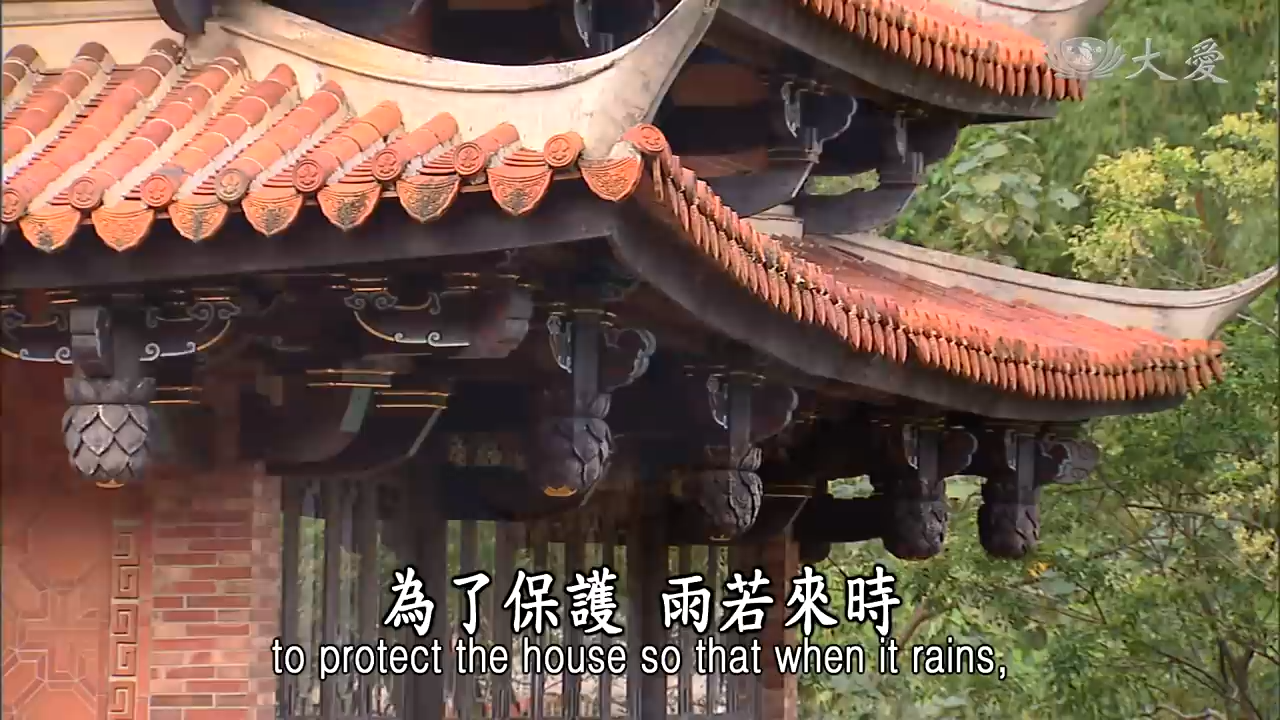 大愛
為了保護 雨若來時
to protect the house so that when it rains,